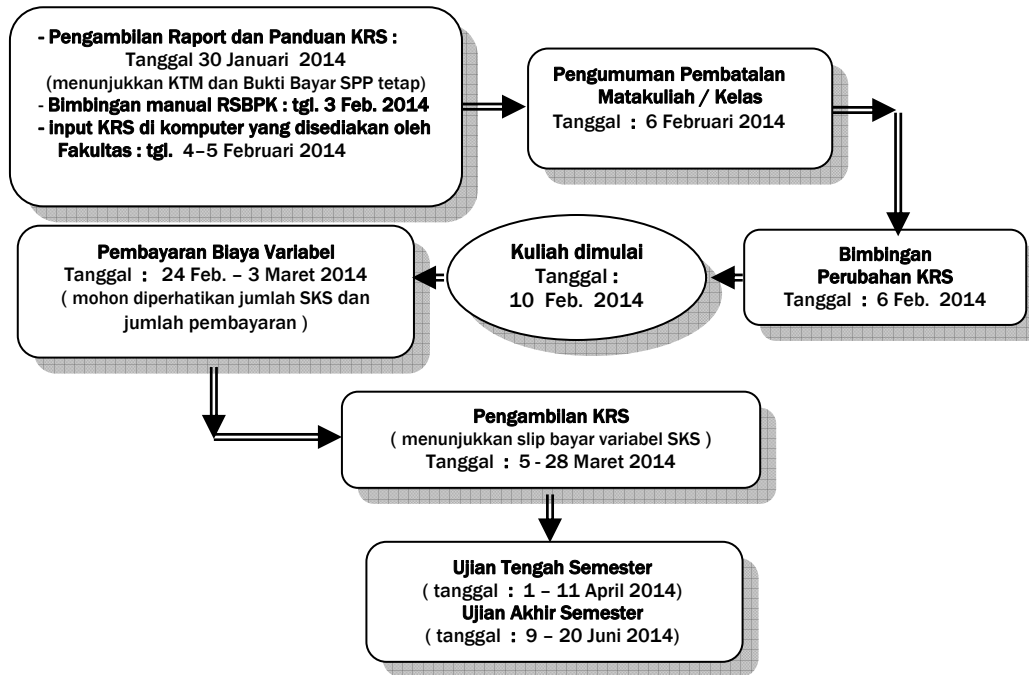 - Pengambilan Raport dan Panduan KRS :
Tanggal 30 Januari 2014
(menunjukkan KTM dan Bukti Bayar SPP tetap)
- Bimbingan manual RSBPK : tgl. 3 Feb. 2014
- input KRS di komputer yang disediakan oleh
Fakultas : tgl. 4–5 Februari 2014
Pengumuman Pembatalan
Matakuliah / Kelas
Tanggal : 6 Februari 2014
Bimbingan
Perubahan KRS
Tanggal : 6 Feb. 2014
Kuliah dimulai
Tanggal :
10 Feb. 2014
Pembayaran Biaya Variabel
Tanggal : 24 Feb. – 3 Maret 2014
( mohon diperhatikan jumlah SKS dan
jumlah pembayaran )
Pengambilan KRS
( menunjukkan slip bayar variabel SKS )
Tanggal : 5 - 28 Maret 2014
Ujian Tengah Semester
( tanggal : 1 – 11 April 2014)
Ujian Akhir Semester
( tanggal : 9 – 20 Juni 2014)